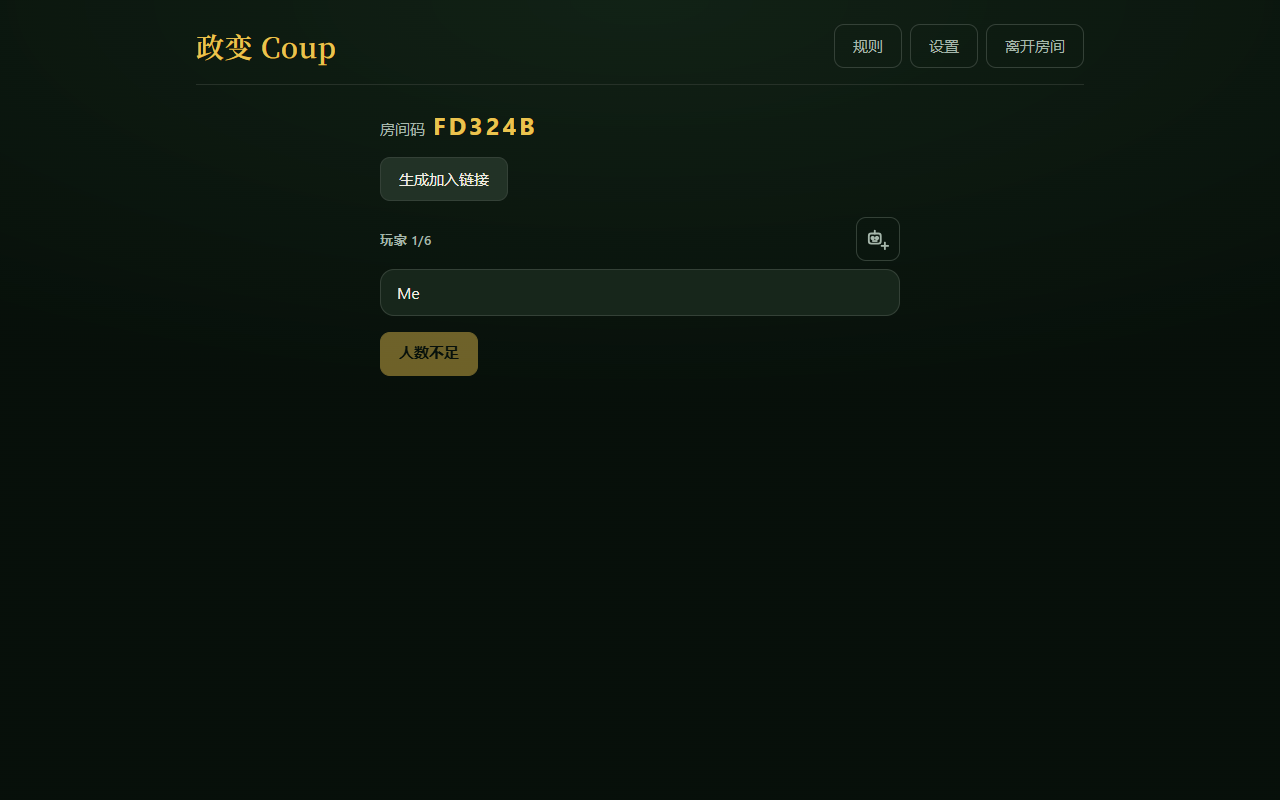 政变 Coup
规则 设置 离开房间
房间码 FD324B
生成加入链接
玩家 1/6
Me
人数不足